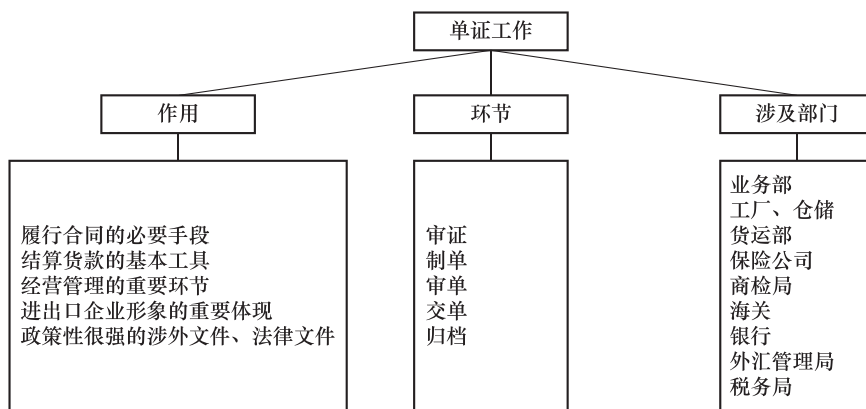 单证工作
作用
环节
涉及部门
履行合同的必要手段
结算货款的基本工具
经营管理的重要环节
进出口企业形象的重要体现
政策性很强的涉外文件、法律文件
审证
制单
审单
交单
归档
业务部
工厂、仓储
货运部
保险公司
商检局
海关
银行
外汇管理局
税务局